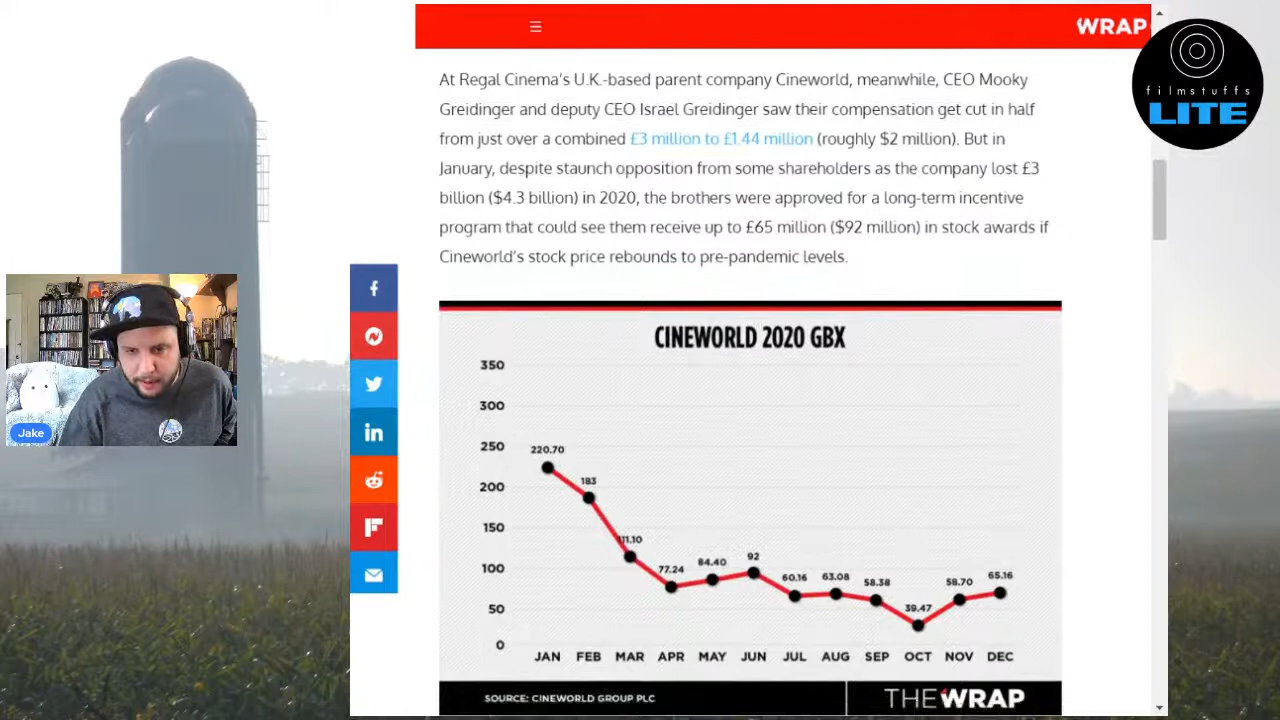 WRAP
filmstuffs
LITE
At Regal Cinema's U.K.-based parent company Cineworld, meanwhile, CEO Mooky
Greidinger and deputy CEO Israel Greidinger saw their compensation get cut in half
from just over a combined £3 million to £1.44 million (roughly $2 million). But in
January, despite staunch opposition from some shareholders as the company lost £3
billion ($4.3 billion) in 2020, the brothers were approved for a long-term incentive
program that could see them receive up to £65 million ($92 million) in stock awards if
Cineworld's stock price rebounds to pre-pandemic levels.
Jake
CINEWORLD 2020 GBX
350
300
250
200
150
100
50
0
220.70
183
111.10
77.24
84.40
92
60.16
63.08
58.38
39.47
58.70
65.16
JAN FEB MAR APR MAY JUN JUL AUG SEP OCT NOV DEC
SOURCE: CINEWORLD GROUP PLC
THEWRAP